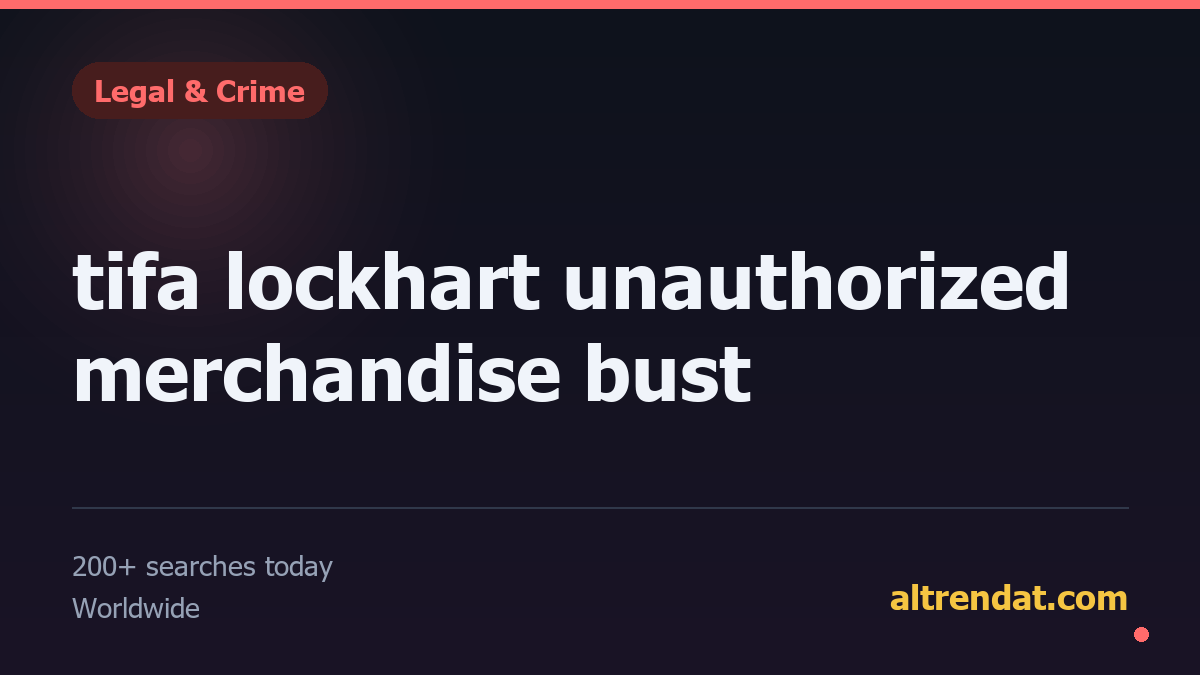 Legal & Crime
tifa lockhart unauthorized
merchandise bust
200+ searches today
Worldwide
altrendat.com